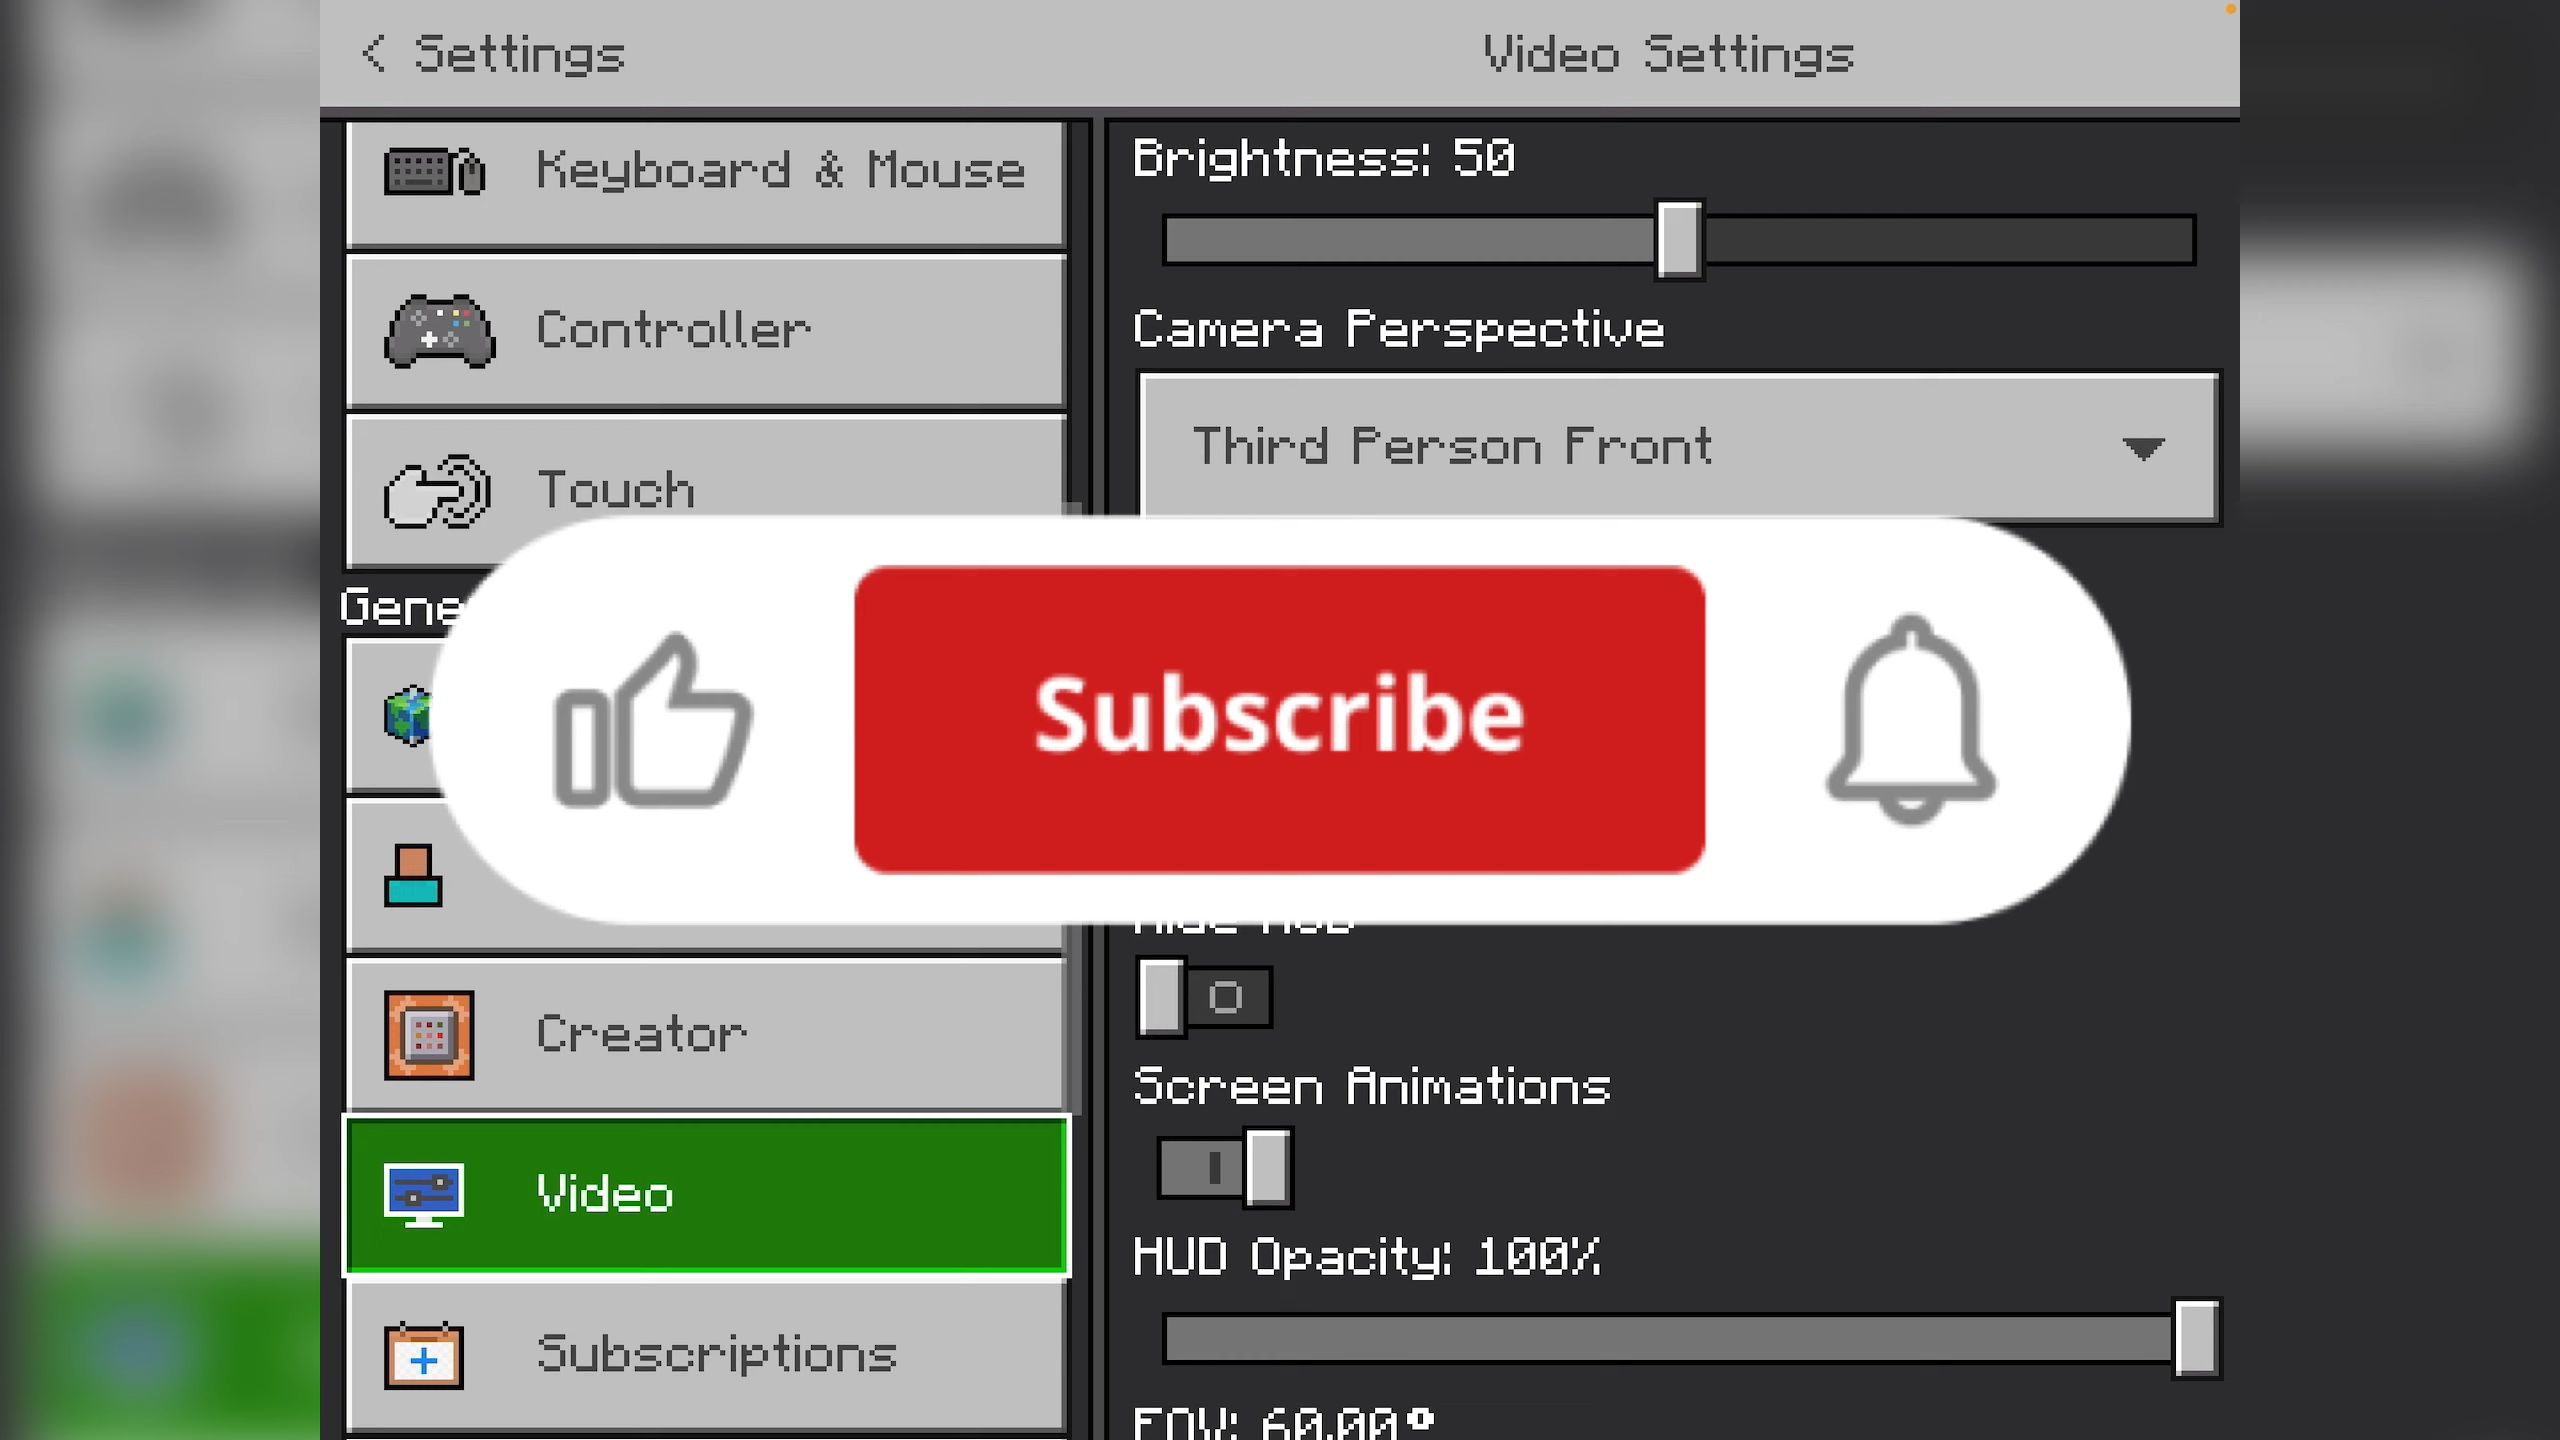 < Settings
Video Settings
Keyboard & Mouse
Controller
Touch
Gene
Creator
Video
Subscriptions
Brightness: 50
Camera Perspective
Third Person Front
Subscribe
Screen Animations
HUD Opacity: 100%
FOV: 60.00°